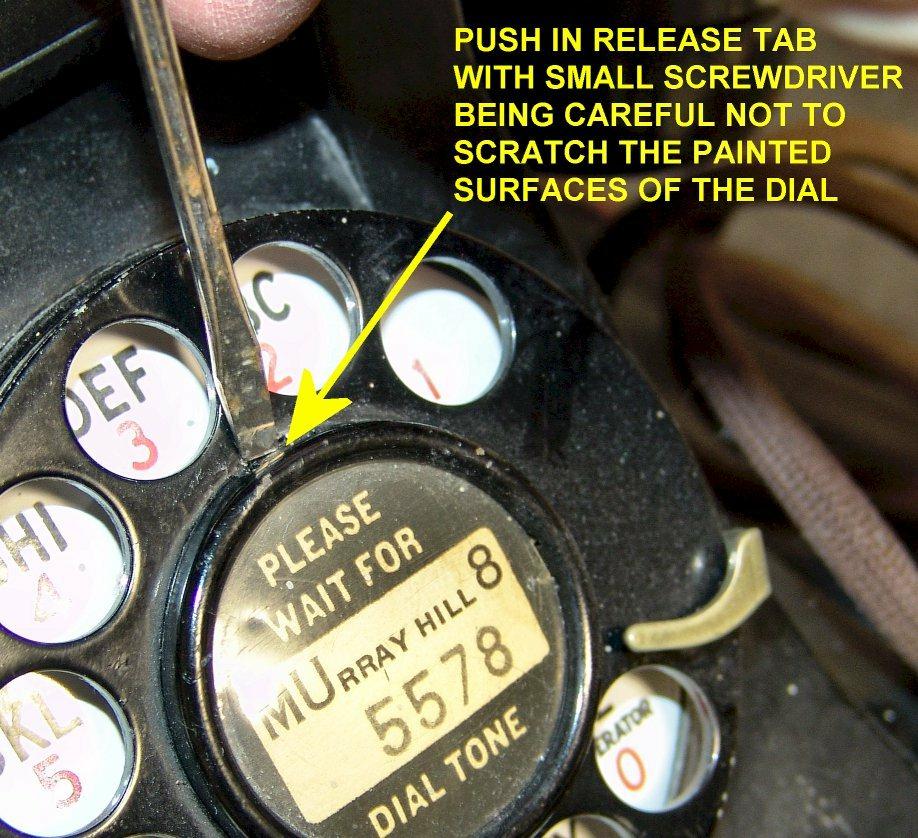 PUSH IN RELEASE TAB
WITH SMALL SCREWDRIVER
BEING CAREFUL NOT TO
SCRATCH THE PAINTED
SURFACES OF THE DIAL
1
2
DEF
3
4
5
0
PLEASE
WAIT FOR
MURRAY HILL 8
5578
DIAL TONE